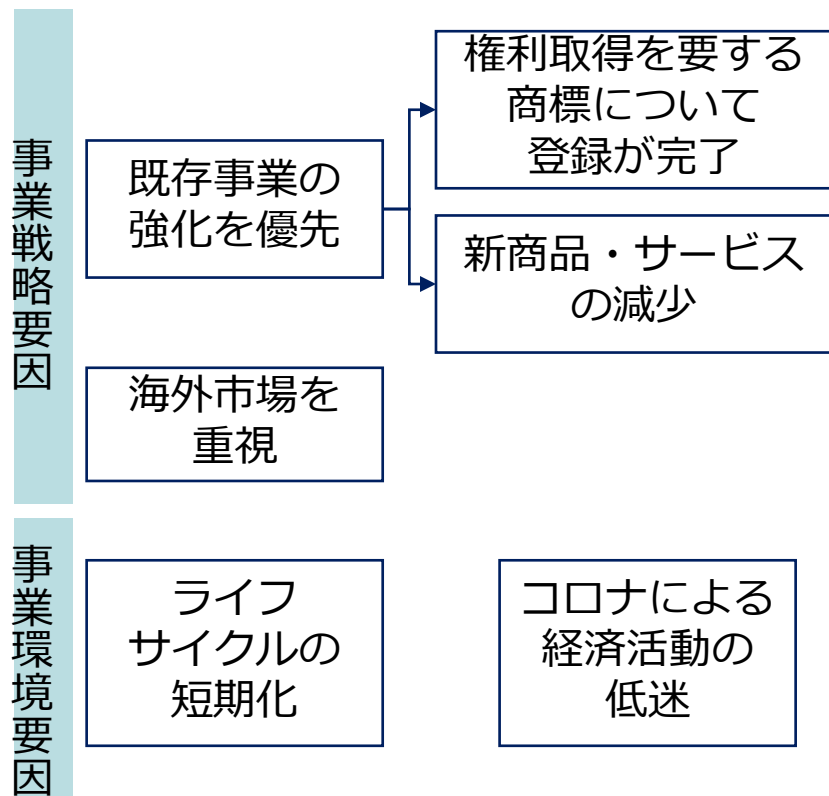 事業戦略要因
既存事業の
強化を優先
権利取得を要する
商標について
登録が完了
新商品・サービス
の減少
海外市場を
重視
事業環境要因
ライフ
サイクルの
短期化
コロナによる
経済活動の
低迷